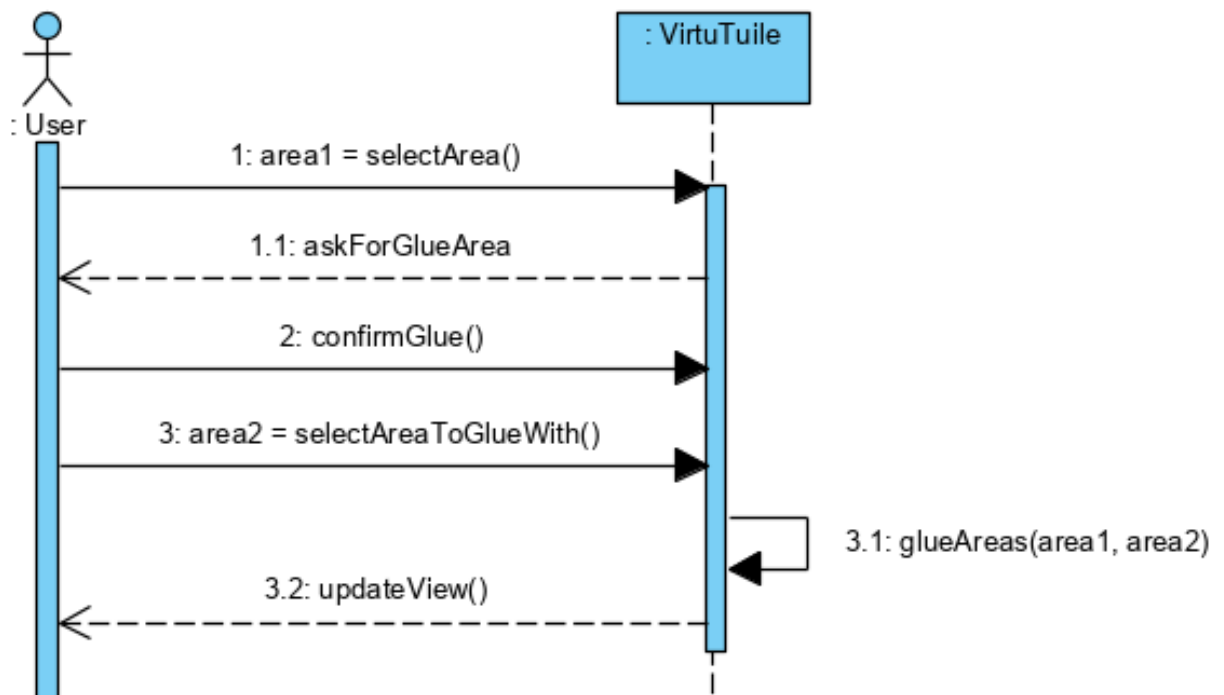 : VirtuTuile
: User
1: area1 = selectArea()
1.1: askForGlueArea
2: confirmGlue()
3: area2 = selectAreaToGlueWith()
3.1: glueAreas(area1, area2)
3.2: updateView()